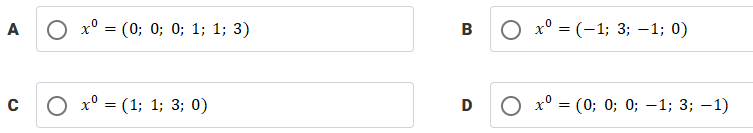 A x⁰ = (0; 0; 0; 1; 1; 3)
B x⁰ = (−1; 3; −1; 0)
C x⁰ = (1; 1; 3; 0)
D x⁰ = (0; 0; 0; −1; 3; −1)